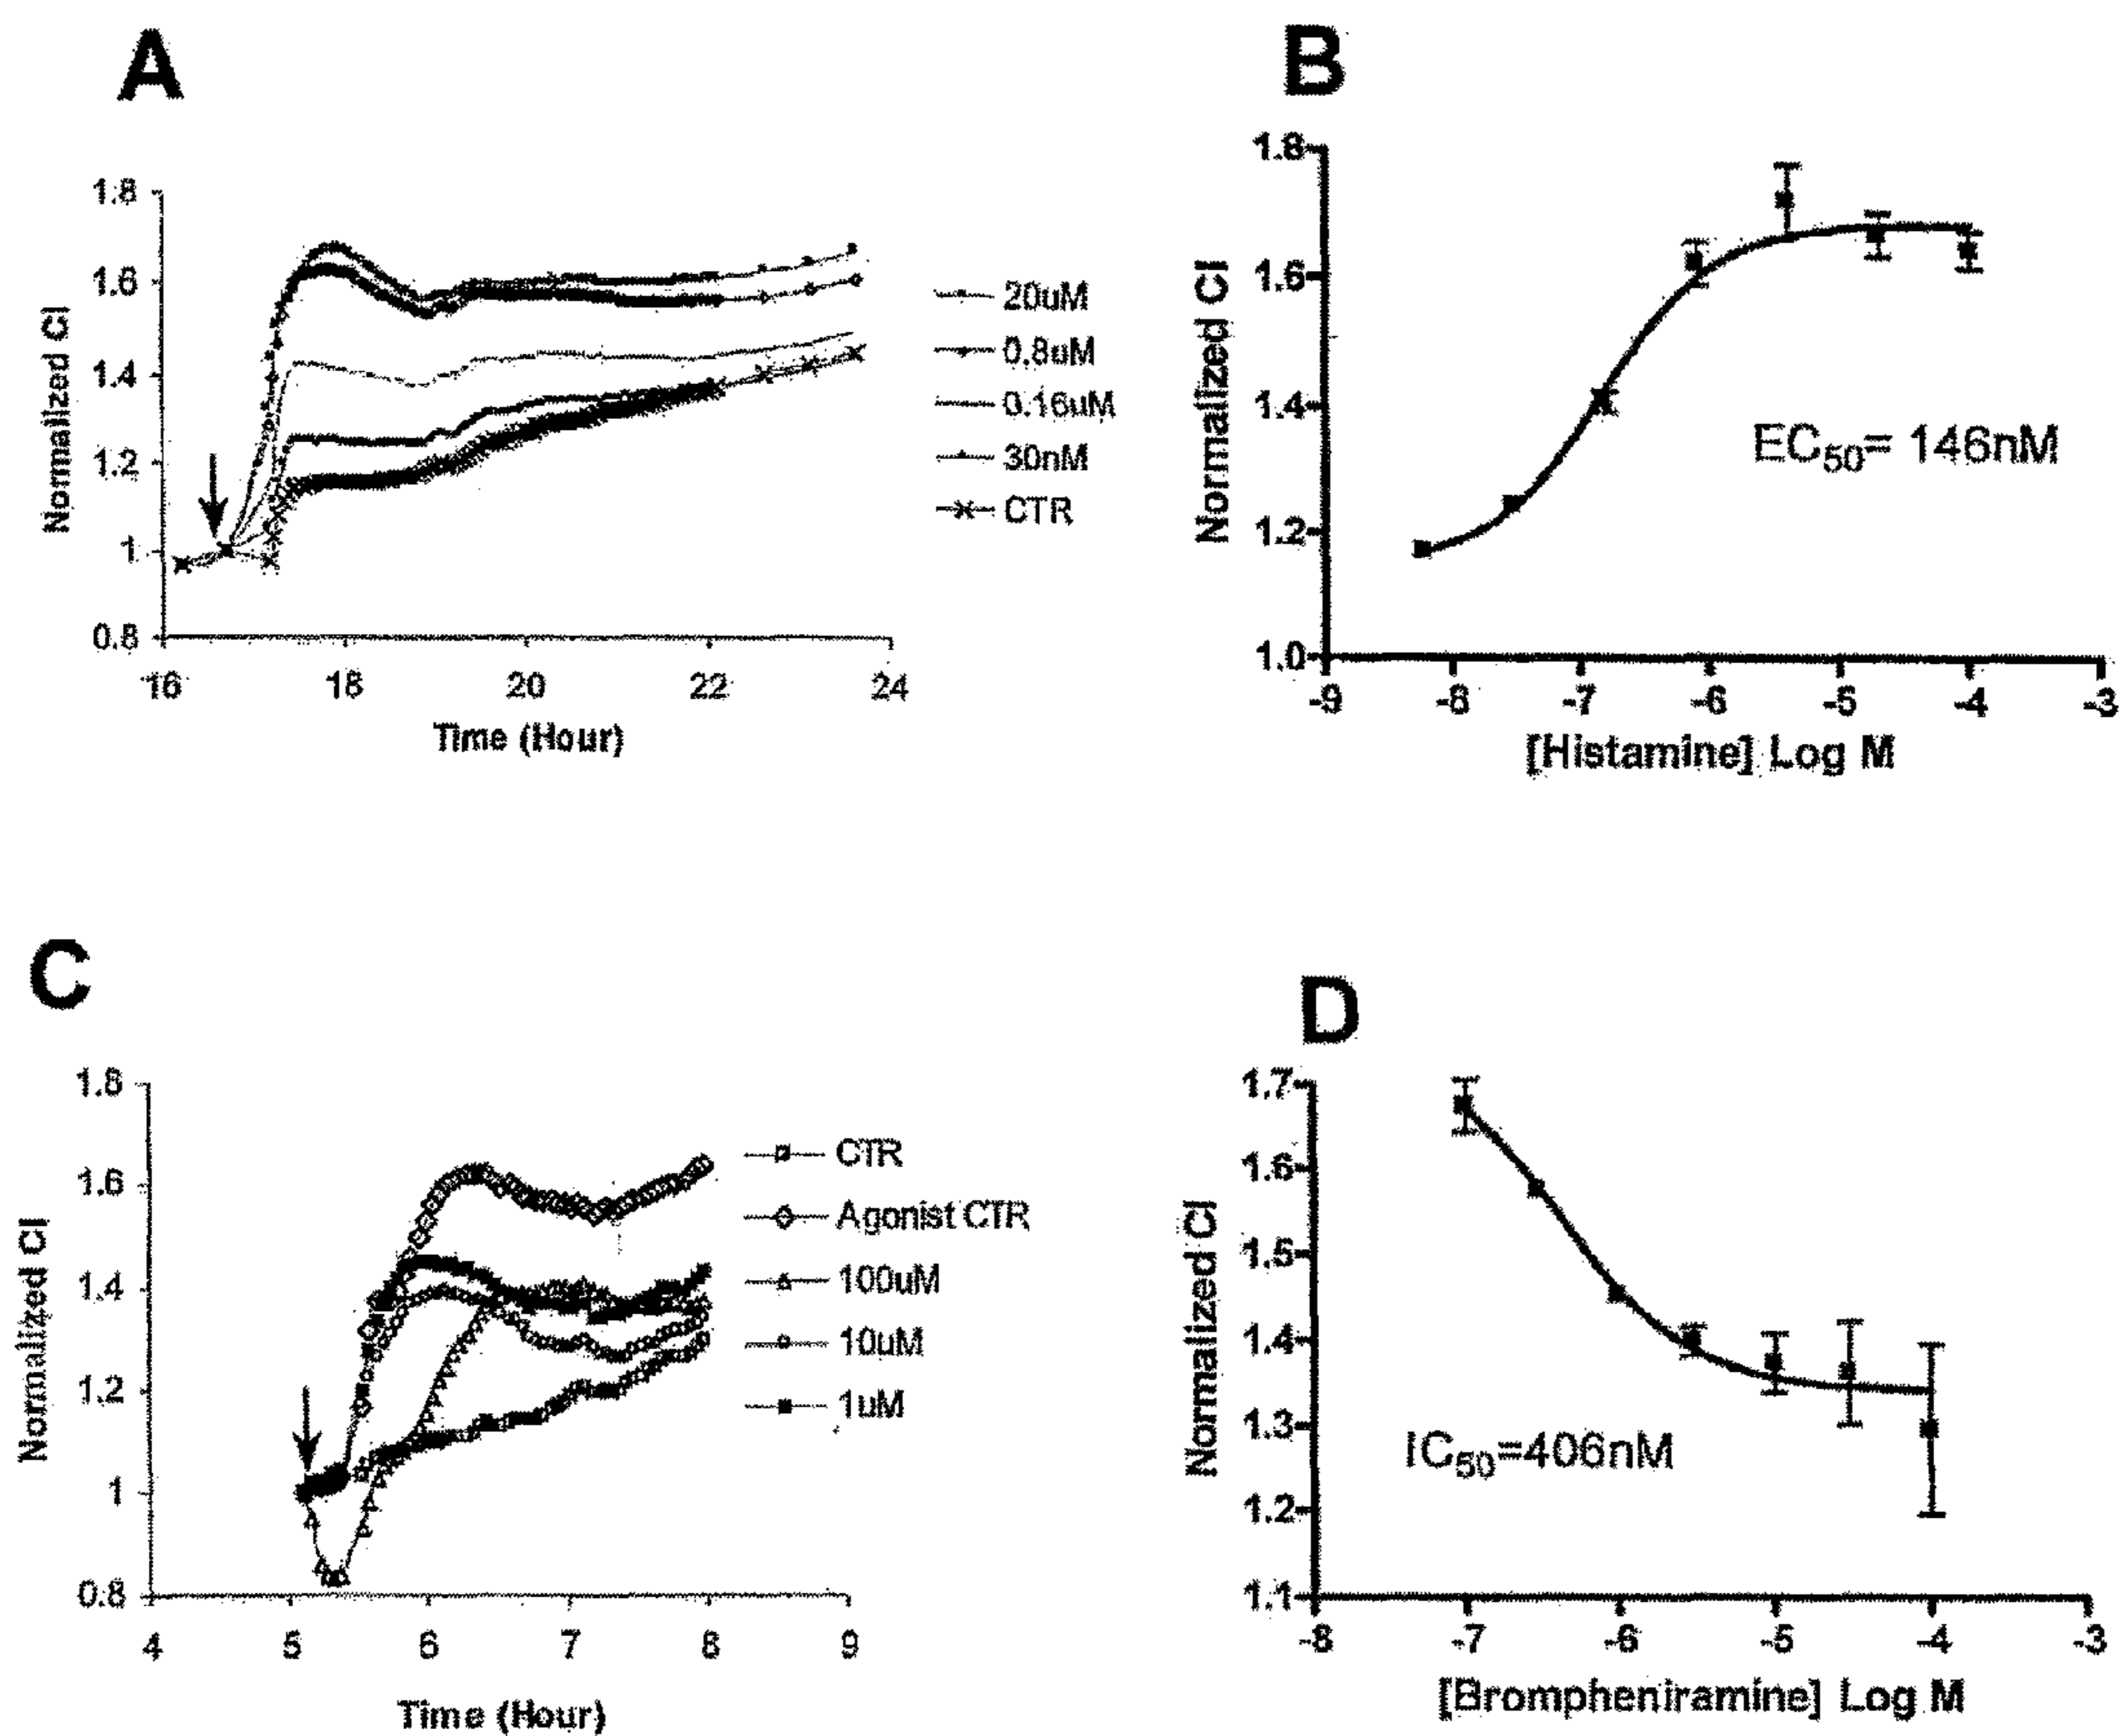 A
Normalized CI
1.8
1.6
1.4
1.2
1
0.8
16 18 20 22 24
Time (Hour)
20uM
0.8uM
0.16uM
30nM
CTR
B
Normalized CI
1.8
1.6
1.4
1.2
1.0
-9 -8 -7 -6 -5 -4 -3
[Histamine] Log M
EC50= 146nM
C
Normalized CI
1.8
1.6
1.4
1.2
1
0.8
4 5 6 7 8 9
Time (Hour)
CTR
Agonist CTR
100uM
10uM
1uM
D
Normalized CI
1.7
1.6
1.5
1.4
1.3
1.2
1.1
-8 -7 -6 -5 -4 -3
[Brompheniramine] Log M
IC50=406nM